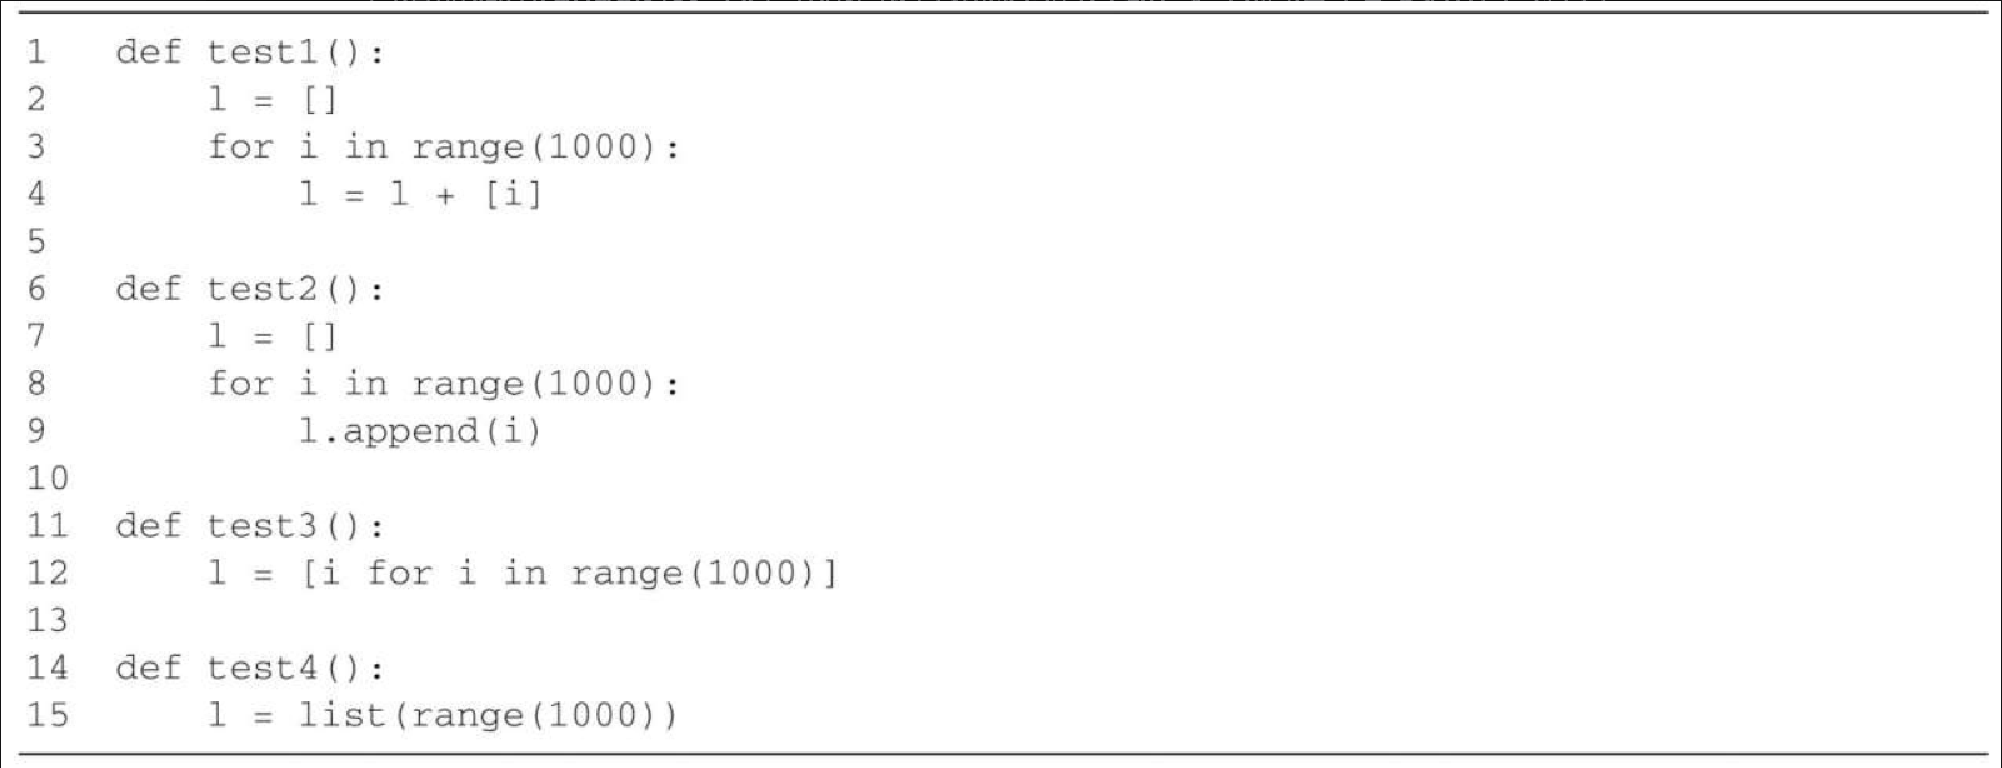 1 def test1():
2 l = []
3 for i in range(1000):
4 l = l + [i]
5
6 def test2():
7 l = []
8 for i in range(1000):
9 l.append(i)
10
11 def test3():
12 l = [i for i in range(1000)]
13
14 def test4():
15 l = list(range(1000))